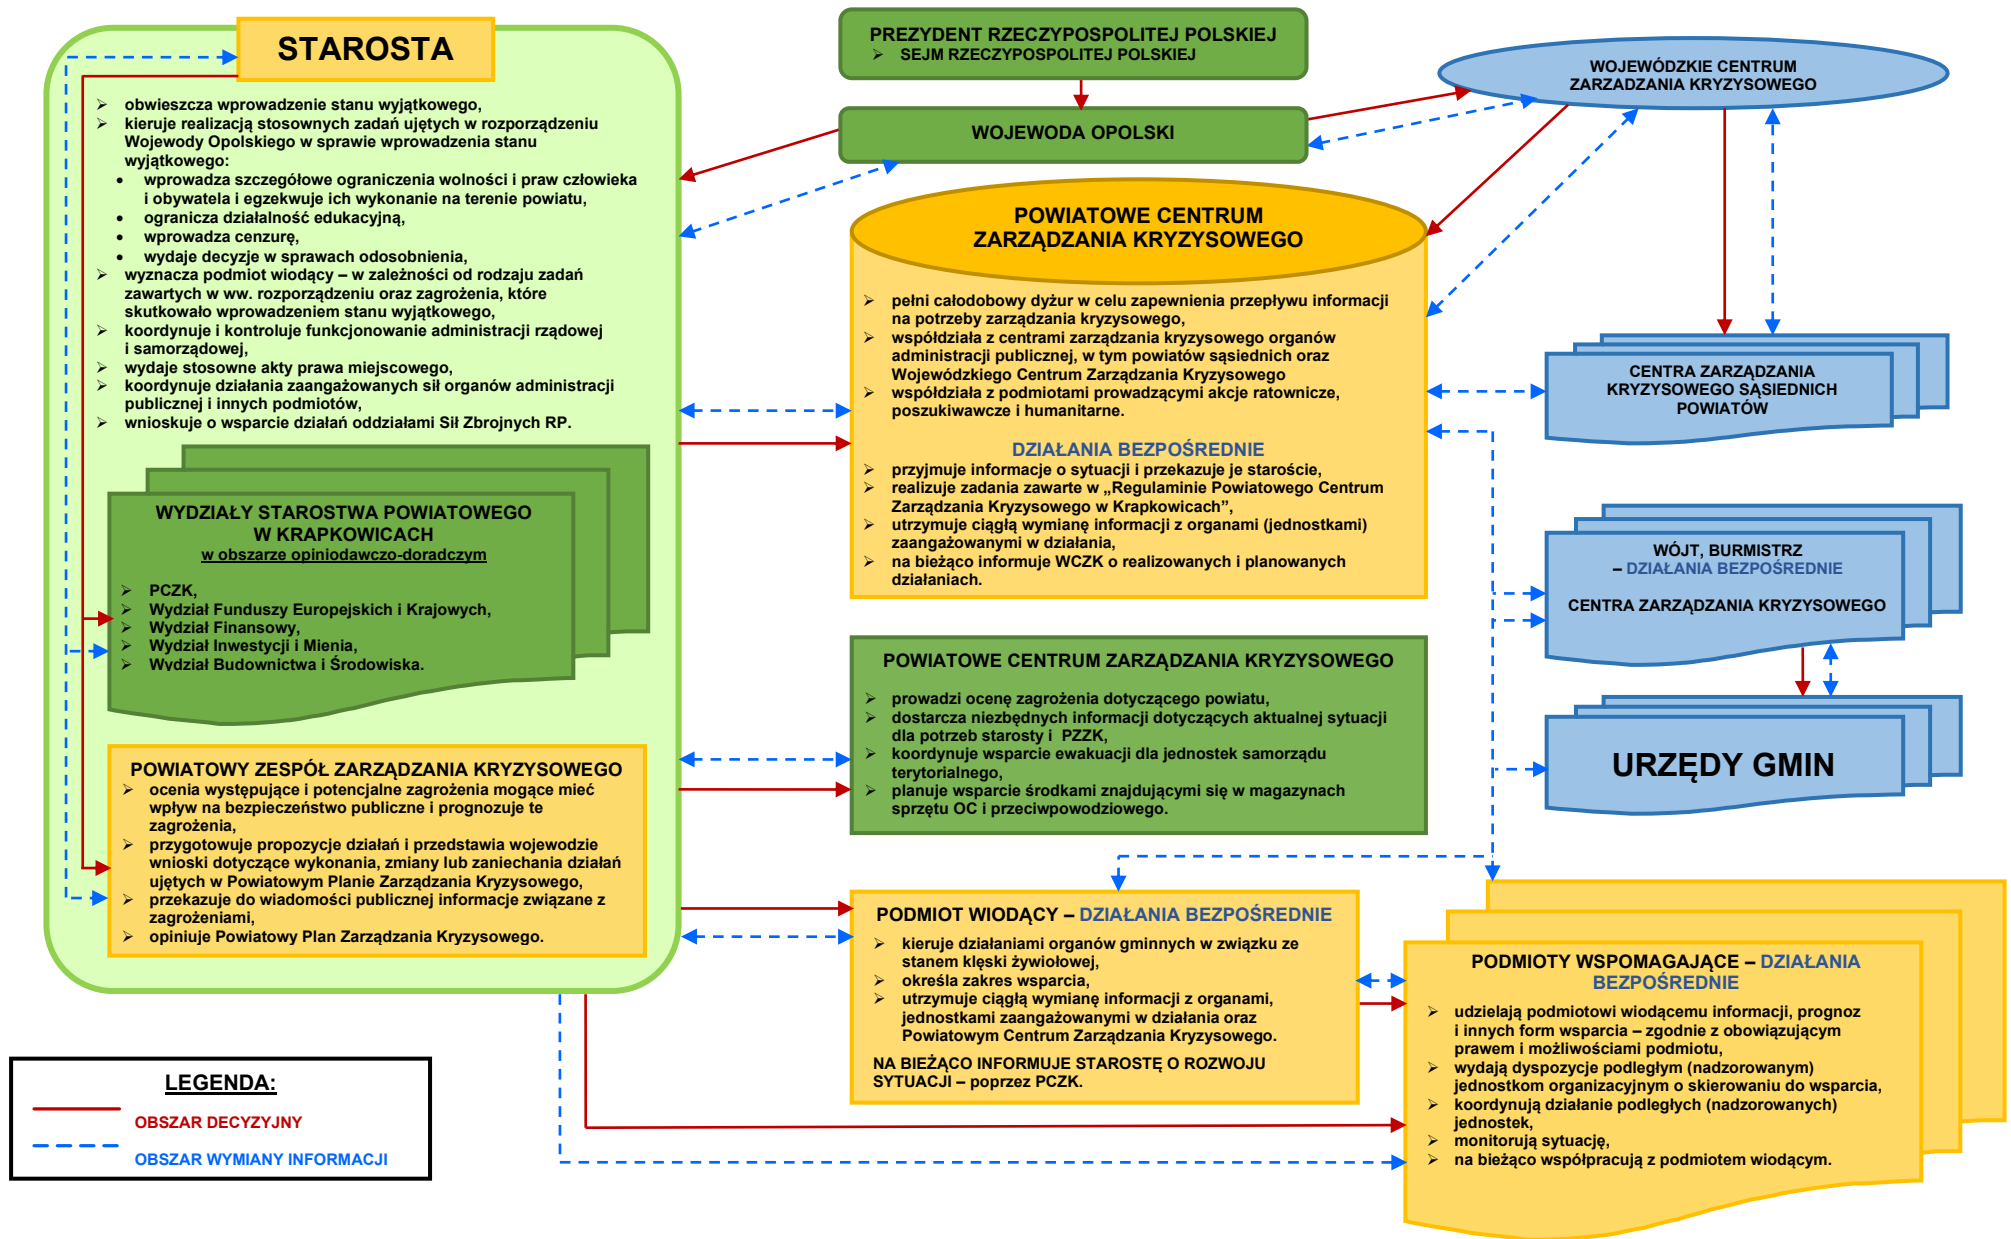 STAROSTA
➢ obwieszcza wprowadzenie stanu wyjątkowego,
➢ kieruje realizacją stosownych zadań ujętych w rozporządzeniu
Wojewody Opolskiego w sprawie wprowadzenia stanu
wyjątkowego:
• wprowadza szczegółowe ograniczenia wolności i praw człowieka
i obywatela i egzekwuje ich wykonanie na terenie powiatu,
• ogranicza działalność edukacyjną,
• wprowadza cenzurę,
• wydaje decyzje w sprawach odosobnienia,
➢ wyznacza podmiot wiodący – w zależności od rodzaju zadań
zawartych w ww. rozporządzeniu oraz zagrożenia, które
skutkowało wprowadzeniem stanu wyjątkowego,
➢ koordynuje i kontroluje funkcjonowanie administracji rządowej
i samorządowej,
➢ wydaje stosowne akty prawa miejscowego,
➢ koordynuje działania zaangażowanych sił organów administracji
publicznej i innych podmiotów,
➢ wnioskuje o wsparcie działań oddziałami Sił Zbrojnych RP.
WYDZIAŁY STAROSTWA POWIATOWEGO
W KRAPKOWICACH
w obszarze opiniodawczo-doradczym
➢ PCZK,
➢ Wydział Funduszy Europejskich i Krajowych,
➢ Wydział Finansowy,
➢ Wydział Inwestycji i Mienia,
➢ Wydział Budownictwa i Środowiska.
POWIATOWY ZESPÓŁ ZARZĄDZANIA KRYZYSOWEGO
➢ ocenia występujące i potencjalne zagrożenia mogące mieć
wpływ na bezpieczeństwo publiczne i prognozuje te
zagrożenia,
➢ przygotowuje propozycje działań i przedstawia wojewodzie
wnioski dotyczące wykonania, zmiany lub zaniechania działań
ujętych w Powiatowym Planie Zarządzania Kryzysowego,
➢ przekazuje do wiadomości publicznej informacje związane z
zagrożeniami,
➢ opiniuje Powiatowy Plan Zarządzania Kryzysowego.
LEGENDA:
OBSZAR DECYZYJNY
OBSZAR WYMIANY INFORMACJI
PREZYDENT RZECZYPOSPOLITEJ POLSKIEJ
➢ SEJM RZECZYPOSPOLITEJ POLSKIEJ
WOJEWODA OPOLSKI
POWIATOWE CENTRUM
ZARZĄDZANIA KRYZYSOWEGO
➢ pełni całodobowy dyżur w celu zapewnienia przepływu informacji
na potrzeby zarządzania kryzysowego,
➢ współdziała z centrami zarządzania kryzysowego organów
administracji publicznej, w tym powiatów sąsiednich oraz
Wojewódzkiego Centrum Zarządzania Kryzysowego
➢ współdziała z podmiotami prowadzącymi akcje ratownicze,
poszukiwawcze i humanitarne.
DZIAŁANIA BEZPOŚREDNIE
➢ przyjmuje informacje o sytuacji i przekazuje je staroście,
➢ realizuje zadania zawarte w „Regulaminie Powiatowego Centrum
Zarządzania Kryzysowego w Krapkowicach”,
➢ utrzymuje ciągłą wymianę informacji z organami (jednostkami)
zaangażowanymi w działania,
➢ na bieżąco informuje WCZK o realizowanych i planowanych
działaniach.
POWIATOWE CENTRUM ZARZĄDZANIA KRYZYSOWEGO
➢ prowadzi ocenę zagrożenia dotyczącego powiatu,
➢ dostarcza niezbędnych informacji dotyczących aktualnej sytuacji
dla potrzeb starosty i PZZK,
➢ koordynuje wsparcie ewakuacji dla jednostek samorządu
terytorialnego,
➢ planuje wsparcie środkami znajdującymi się w magazynach
sprzętu OC i przeciwpowodziowego.
PODMIOT WIODĄCY – DZIAŁANIA BEZPOŚREDNIE
➢ kieruje działaniami organów gminnych w związku ze
stanem klęski żywiołowej,
➢ określa zakres wsparcia,
➢ utrzymuje ciągłą wymianę informacji z organami,
jednostkami zaangażowanymi w działania oraz
Powiatowym Centrum Zarządzania Kryzysowego.
NA BIEŻĄCO INFORMUJE STAROSTĘ O ROZWOJU
SYTUACJI – poprzez PCZK.
WOJEWÓDZKIE CENTRUM
ZARZADZANIA KRYZYSOWEGO
CENTRA ZARZĄDZANIA
KRYZYSOWEGO SĄSIEDNICH
POWIATÓW
WÓJT, BURMISTRZ
– DZIAŁANIA BEZPOŚREDNIE
CENTRA ZARZĄDZANIA KRYZYSOWEGO
URZĘDY GMIN
PODMIOTY WSPOMAGAJĄCE – DZIAŁANIA
BEZPOŚREDNIE
➢ udzielają podmiotowi wiodącemu informacji, prognoz
i innych form wsparcia – zgodnie z obowiązującym
prawem i możliwościami podmiotu,
➢ wydają dyspozycje podległym (nadzorowanym)
jednostkom organizacyjnym o skierowaniu do wsparcia,
➢ koordynują działanie podległych (nadzorowanych)
jednostek,
➢ monitorują sytuację,
➢ na bieżąco współpracują z podmiotem wiodącym.